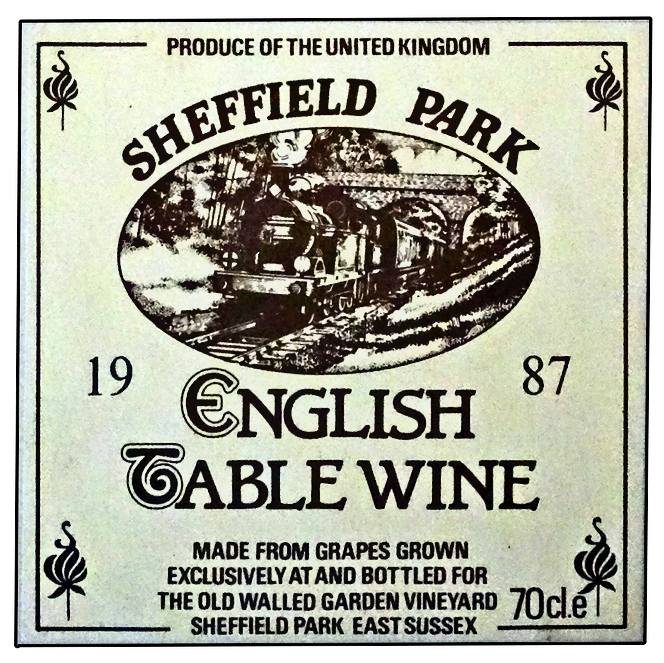 PRODUCE OF THE UNITED KINGDOM
SHEFFIELD PARK
19 87
ENGLISH
TABLE WINE
MADE FROM GRAPES GROWN
EXCLUSIVELY AT AND BOTTLED FOR
THE OLD WALLED GARDEN VINEYARD
SHEFFIELD PARK EAST SUSSEX
70cl.e